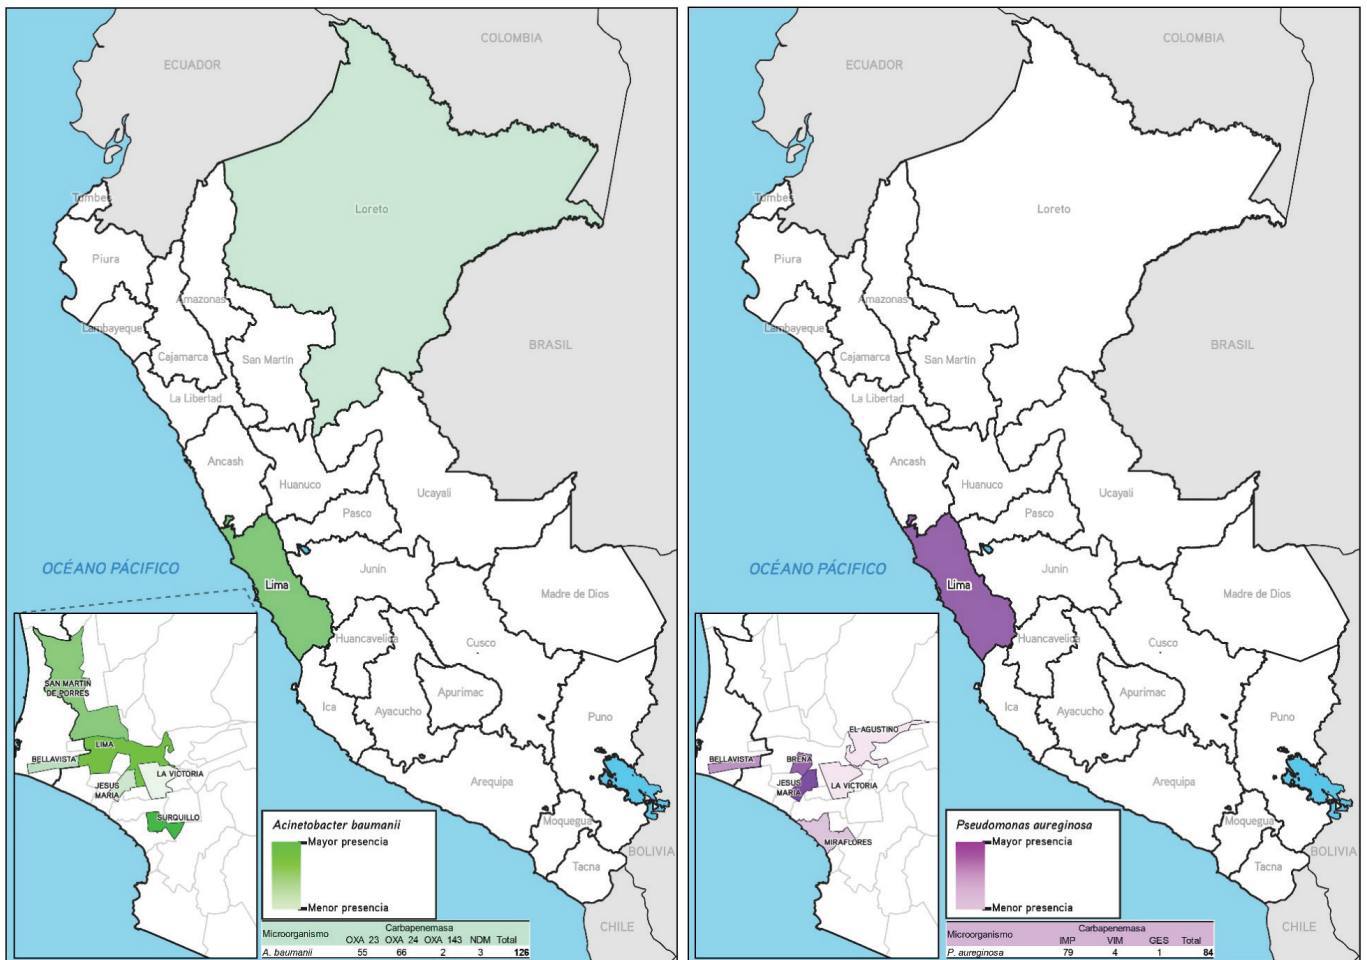 COLOMBIA
ECUADOR
Tumbes
Loreto
Piura
Amazonas
Lambayeque
Cajamarca
San Martin
BRASIL
La Libertad
Ancash
Huanuco
Ucayali
Pasco
OCÉANO PÁCIFICO
Lima
Junin
Madre de Dios
Huancavelica
Cusco
Ica
Ayacucho
Apurimac
Puno
Arequipa
Moquegua
BOLIVIA
Tacna
CHILE
SAN MARTIN
DE PORRES
LIMA
BELLAVISTA
LA VICTORIA
JESUS
MARIA
SURQUILLO
Acinetobacter baumanii
Mayor presencia
Menor presencia
Microorganismo Carbapenemasa
OXA 23 OXA 24 OXA 143 NDM Total
A. baumanii 55 66 2 3 126
COLOMBIA
ECUADOR
Tumbes
Loreto
Piura
Amazonas
Lambayeque
Cajamarca
San Martin
BRASIL
La Libertad
Ancash
Huanuco
Ucayali
Pasco
OCÉANO PÁCIFICO
Lima
Junin
Madre de Dios
Huancavelica
Cusco
Ica
Ayacucho
Apurimac
Puno
Arequipa
Moquegua
BOLIVIA
Tacna
CHILE
EL AGUSTINO
BELLAVISTA
BREÑA
JESUS
MARIA
LA VICTORIA
MIRAFLORES
Pseudomonas aureginosa
Mayor presencia
Menor presencia
Microorganismo Carbapenemasa
IMP VIM GES Total
P. aureginosa 79 4 1 84